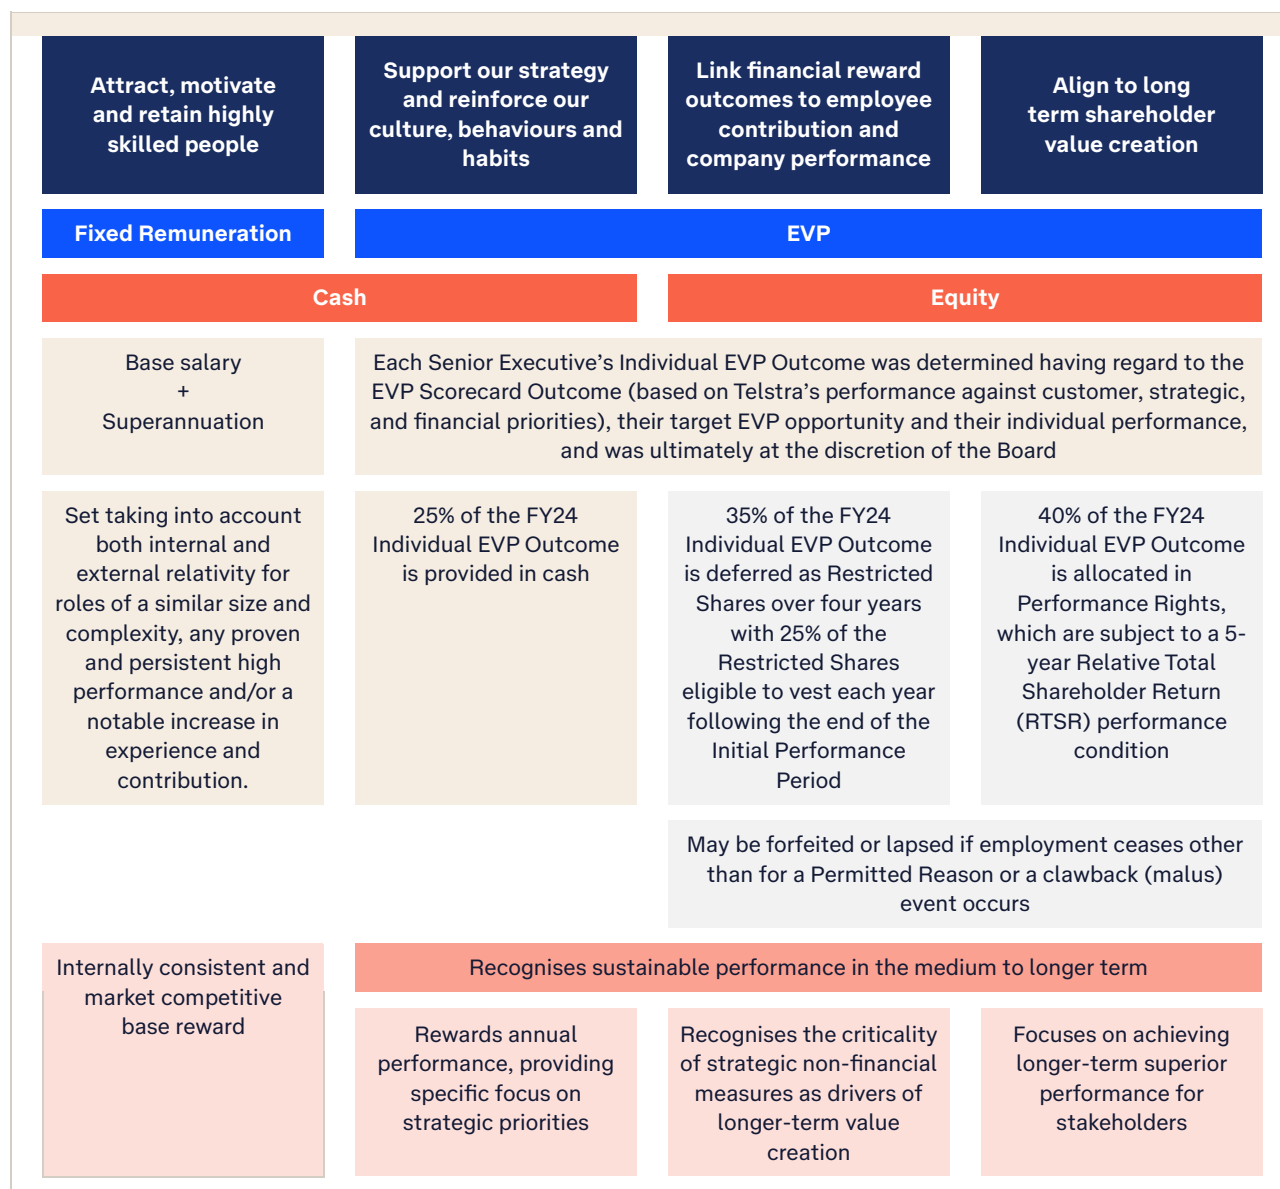 Attract, motivate
and retain highly
skilled people
Support our strategy
and reinforce our
culture, behaviours and
habits
Link financial reward
outcomes to employee
contribution and
company performance
Align to long
term shareholder
value creation
Fixed Remuneration
EVP
Cash
Equity
Base salary
+
Superannuation
Each Senior Executive’s Individual EVP Outcome was determined having regard to the
EVP Scorecard Outcome (based on Telstra’s performance against customer, strategic,
and financial priorities), their target EVP opportunity and their individual performance,
and was ultimately at the discretion of the Board
Set taking into account
both internal and
external relativity for
roles of a similar size and
complexity, any proven
and persistent high
performance and/or a
notable increase in
experience and
contribution.
25% of the FY24
Individual EVP Outcome
is provided in cash
35% of the FY24
Individual EVP Outcome
is deferred as Restricted
Shares over four years
with 25% of the
Restricted Shares
eligible to vest each year
following the end of the
Initial Performance
Period
40% of the FY24
Individual EVP Outcome
is allocated in
Performance Rights,
which are subject to a 5-
year Relative Total
Shareholder Return
(RTSR) performance
condition
May be forfeited or lapsed if employment ceases other
than for a Permitted Reason or a clawback (malus)
event occurs
Internally consistent and
market competitive
base reward
Recognises sustainable performance in the medium to longer term
Rewards annual
performance, providing
specific focus on
strategic priorities
Recognises the criticality
of strategic non-financial
measures as drivers of
longer-term value
creation
Focuses on achieving
longer-term superior
performance for
stakeholders